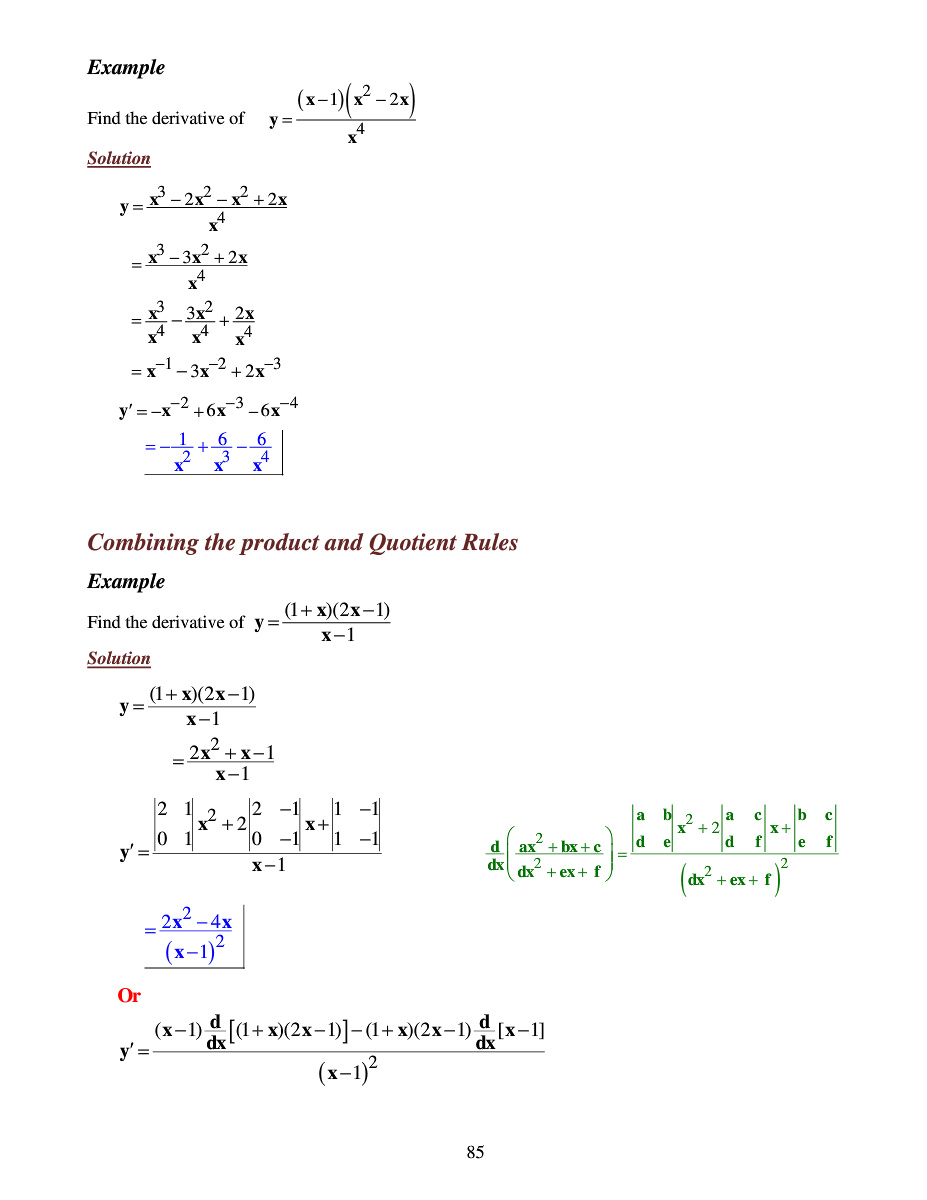 Example
Find the derivative of y = \frac{(x-1)(x^2-2x)}{x^4}
Solution
y = \frac{x^3-2x^2-x^2+2x}{x^4}
= \frac{x^3-3x^2+2x}{x^4}
= \frac{x^3}{x^4} - \frac{3x^2}{x^4} + \frac{2x}{x^4}
= x^{-1} - 3x^{-2} + 2x^{-3}
y' = -x^{-2} + 6x^{-3} - 6x^{-4}
= -\frac{1}{x^2} + \frac{6}{x^3} - \frac{6}{x^4}
Combining the product and Quotient Rules
Example
Find the derivative of y = \frac{(1+x)(2x-1)}{x-1}
Solution
y = \frac{(1+x)(2x-1)}{x-1}
= \frac{2x^2+x-1}{x-1}
y' = \frac{\begin{vmatrix} 2 & 1 \\ 0 & 1 \end{vmatrix} x^2 + 2 \begin{vmatrix} 2 & -1 \\ 0 & -1 \end{vmatrix} x + \begin{vmatrix} 1 & -1 \\ 1 & -1 \end{vmatrix}}{x-1}
\frac{d}{dx}\left(\frac{ax^2+bx+c}{dx^2+ex+f}\right) = \frac{\begin{vmatrix} a & b \\ d & e \end{vmatrix} x^2 + 2 \begin{vmatrix} a & c \\ d & f \end{vmatrix} x + \begin{vmatrix} b & c \\ e & f \end{vmatrix}}{(dx^2+ex+f)^2}
= \frac{2x^2-4x}{(x-1)^2}
Or
y' = \frac{(x-1)\frac{d}{dx}[(1+x)(2x-1)]-(1+x)(2x-1)\frac{d}{dx}[x-1]}{(x-1)^2}
85